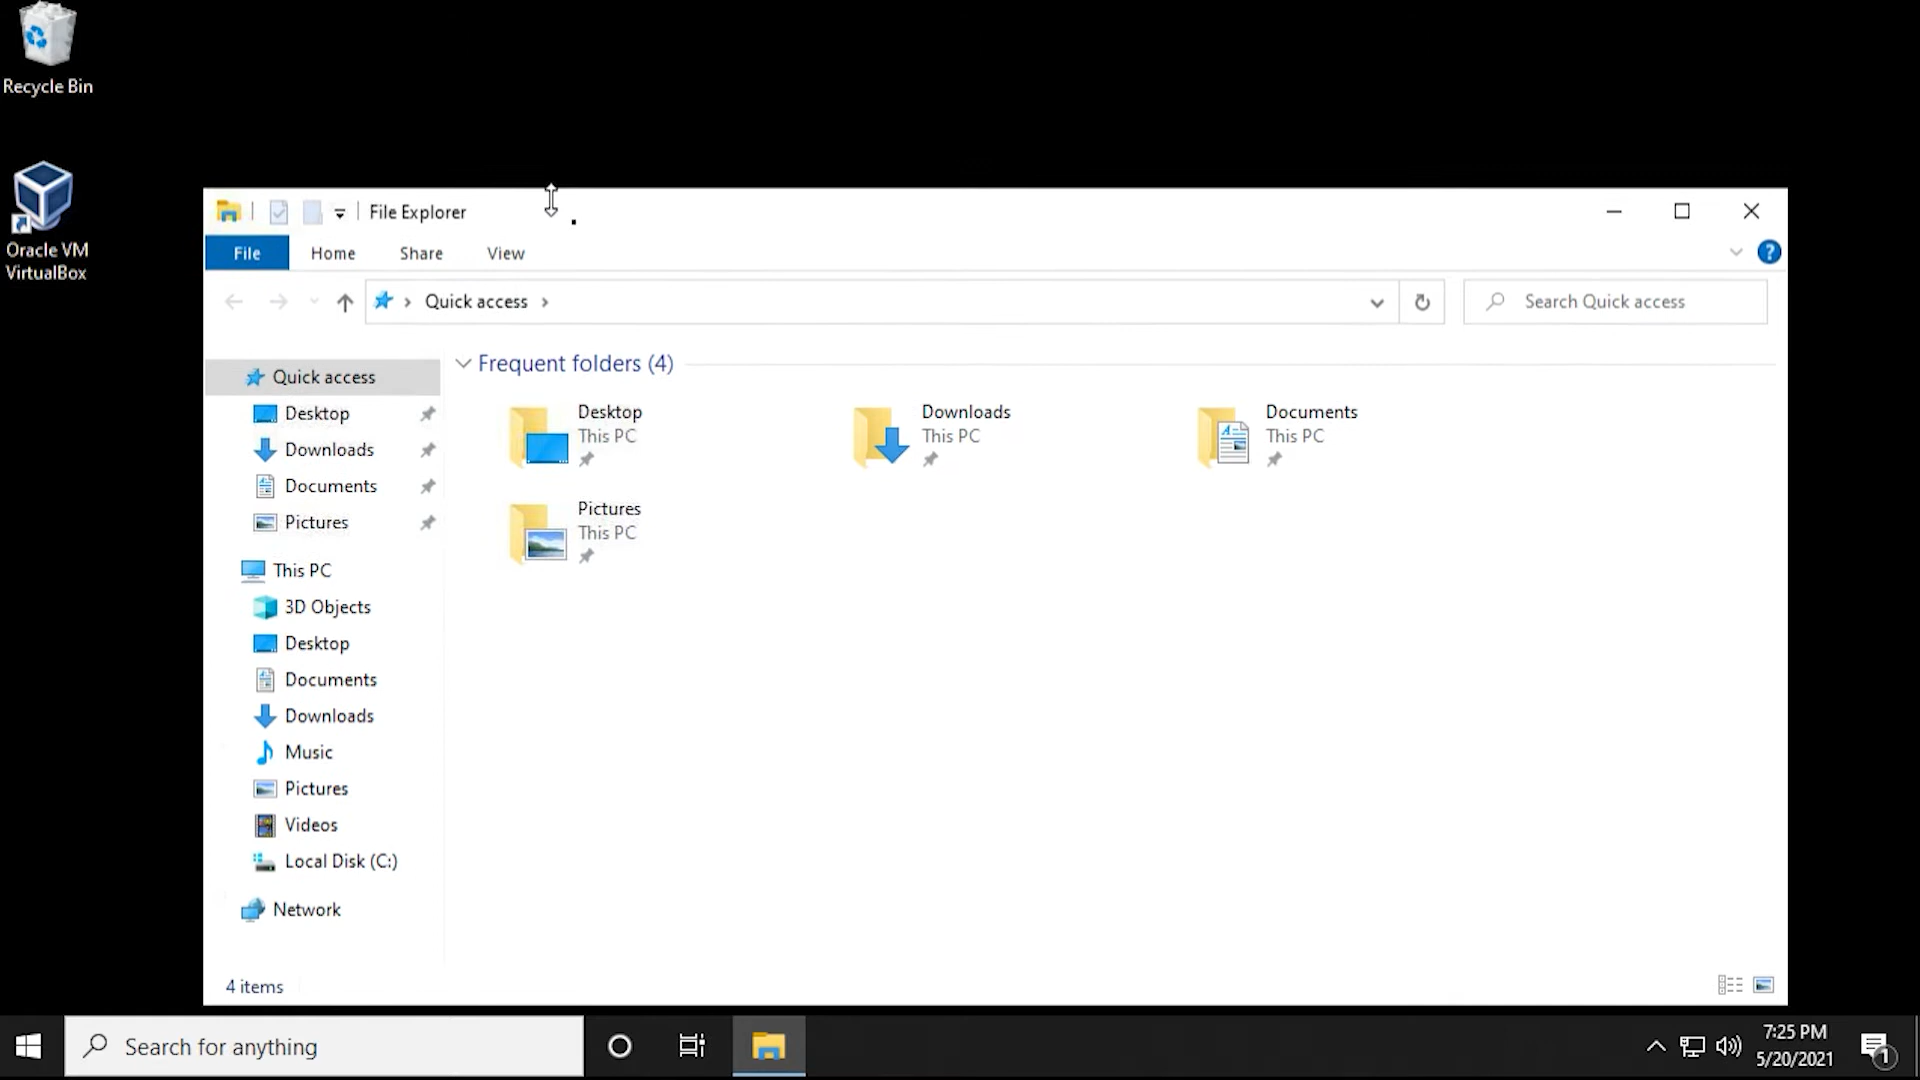 Recycle Bin
Oracle VM
VirtualBox
File Explorer
File
Home
Share
View
?
Quick access
Search Quick access
Quick access
Desktop
Downloads
Documents
Pictures
This PC
3D Objects
Desktop
Documents
Downloads
Music
Pictures
Videos
Local Disk (C:)
Network
Frequent folders (4)
Desktop
This PC
Downloads
This PC
Documents
This PC
Pictures
This PC
4 items
Search for anything
7:25 PM
5/20/2021
1